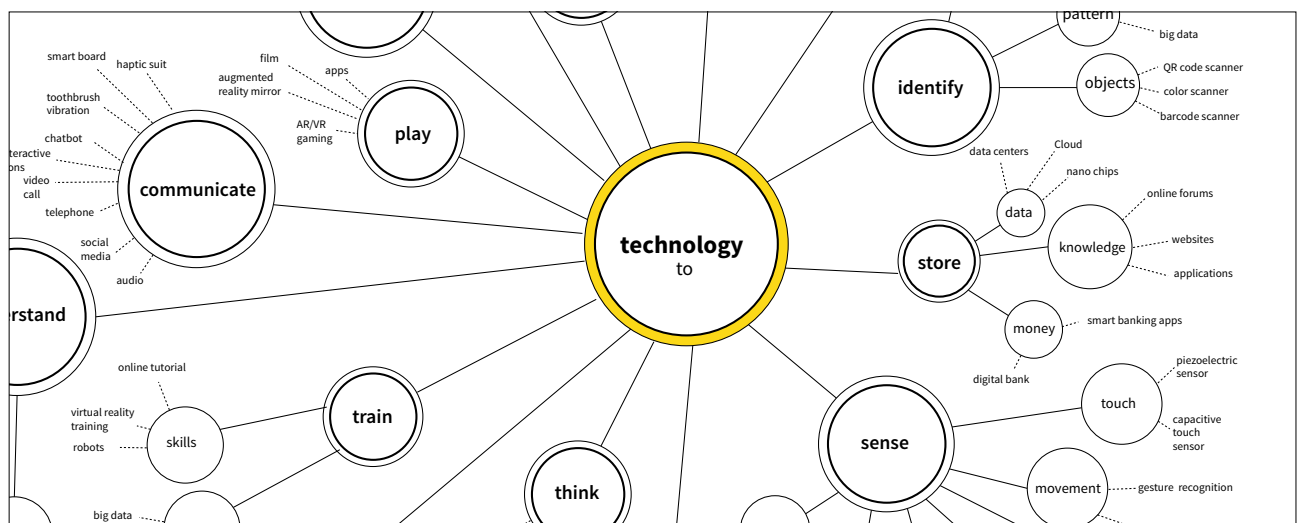 pattern
big data
smart board
haptic suit
film
apps
augmented
reality mirror
identify
objects
QR code scanner
color scanner
barcode scanner
toothbrush
vibration
AR/VR
gaming
play
chatbot
video
call
communicate
telephone
social
media
audio
technology
to
data centers
Cloud
nano chips
data
online forums
store
knowledge
websites
applications
money
smart banking apps
digital bank
online tutorial
virtual reality
training
robots
skills
train
big data
think
sense
touch
piezoelectric
sensor
capacitive
touch
sensor
movement
gesture recognition